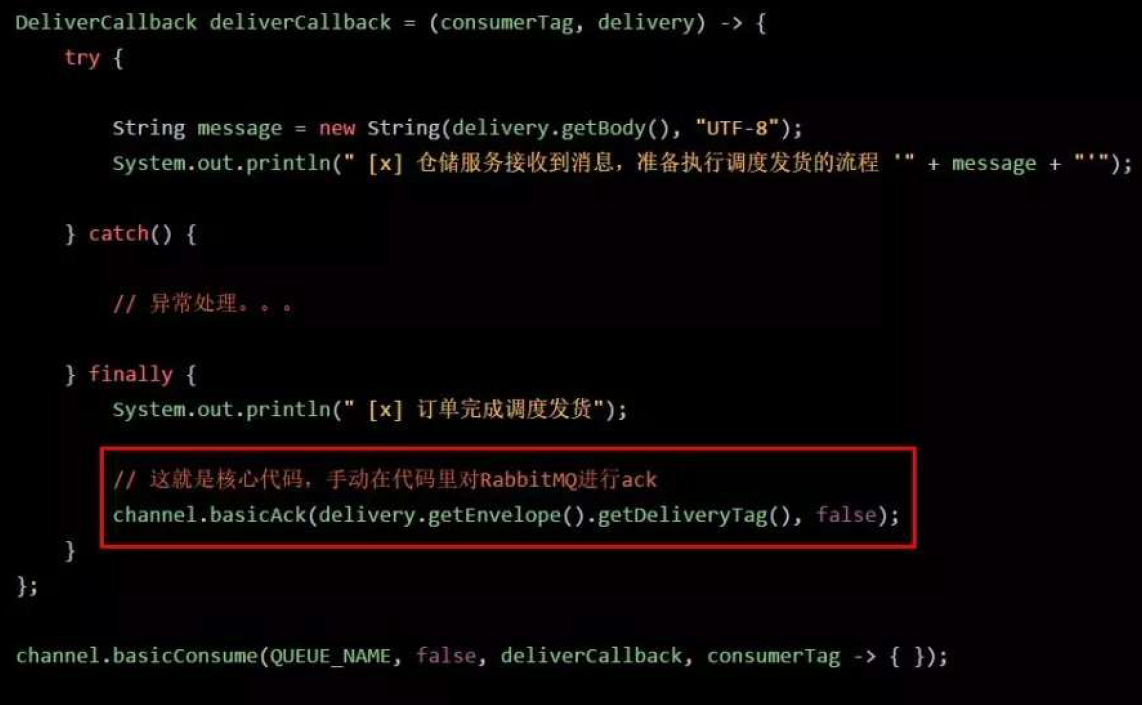 DeliverCallback deliverCallback = (consumerTag, delivery) -> {
try {
String message = new String(delivery.getBody(), "UTF-8");
System.out.println(" [x] 仓储服务接收到消息，准备执行调度发货的流程 '" + message + "'");
} catch() {
// 异常处理。。。
} finally {
System.out.println(" [x] 订单完成调度发货");
// 这就是核心代码，手动在代码里对RabbitMQ进行ack
channel.basicAck(delivery.getEnvelope().getDeliveryTag(), false);
}
};
channel.basicConsume(QUEUE_NAME, false, deliverCallback, consumerTag -> { });